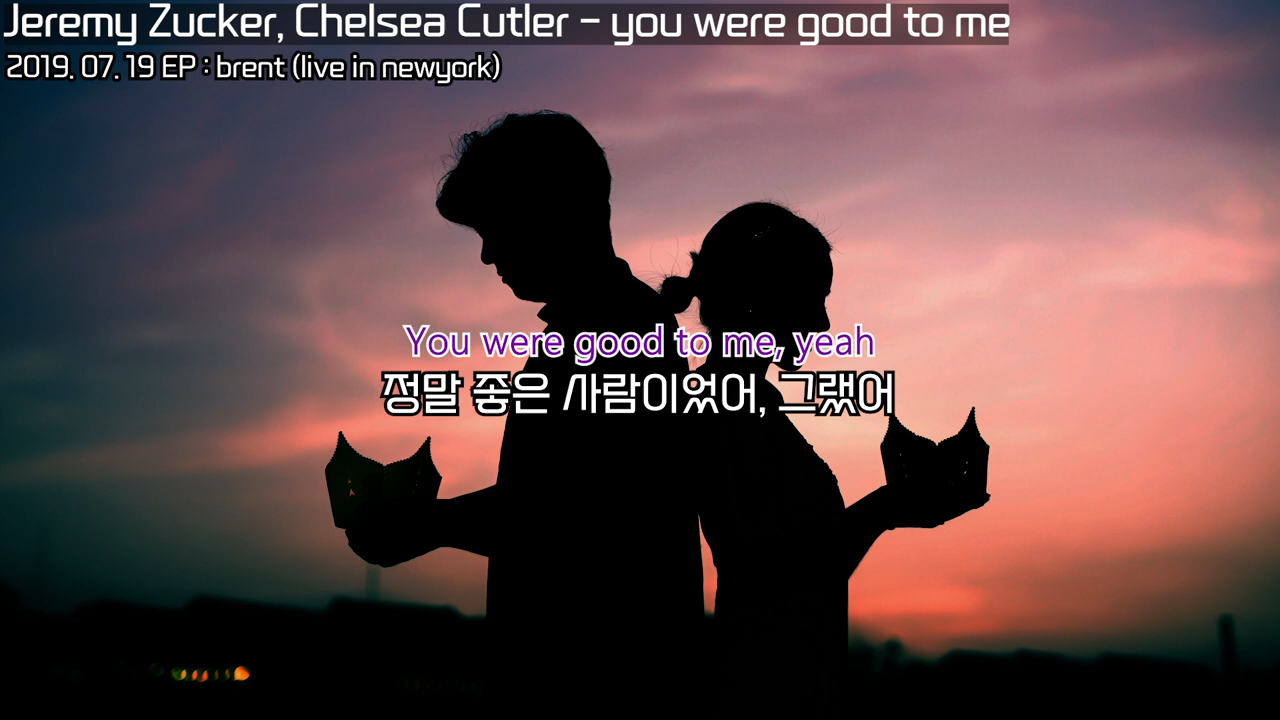 Jeremy Zucker, Chelsea Cutler - you were good to me
2019. 07. 19 EP : brent (live in newyork)
You were good to me, yeah
정말 좋은 사람이었어, 그랬어